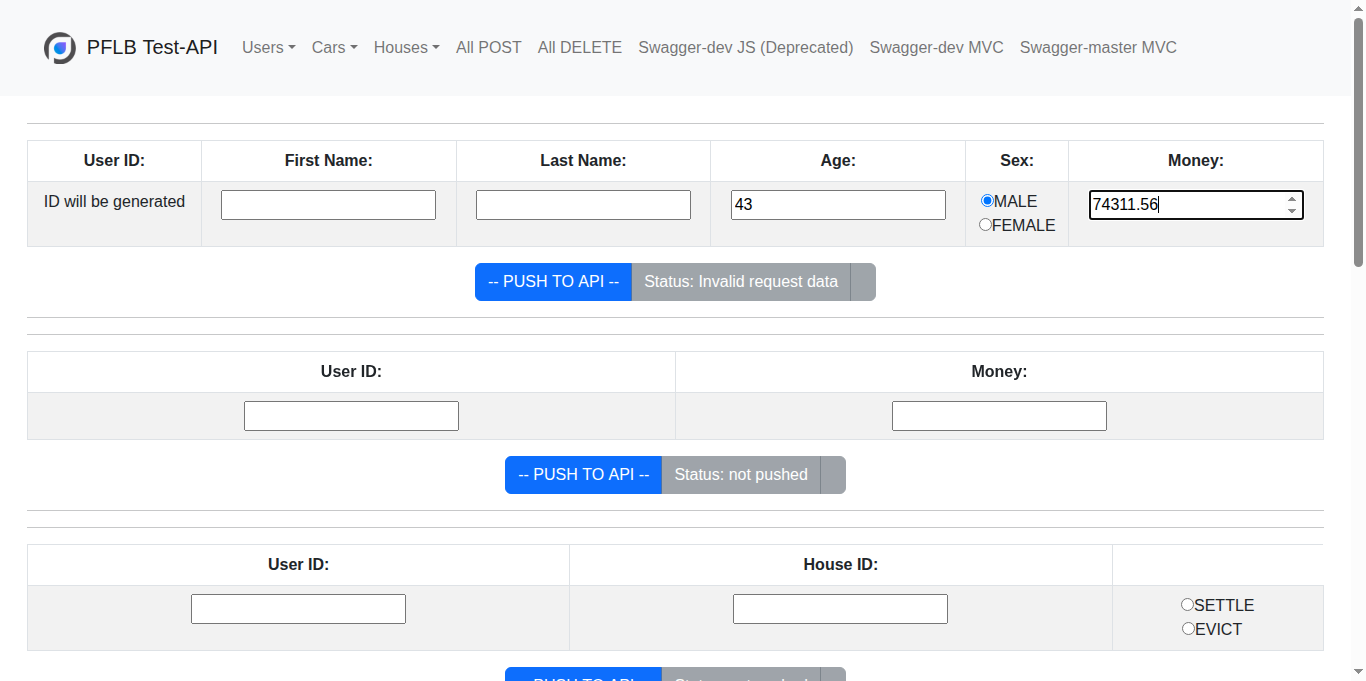 PFLB Test-API Users Cars Houses All POST All DELETE Swagger-dev JS (Deprecated) Swagger-dev MVC Swagger-master MVC
User ID: First Name: Last Name: Age: Sex: Money:
ID will be generated 43 MALE 74311.56
FEMALE
-- PUSH TO API -- Status: Invalid request data
User ID: Money:
-- PUSH TO API -- Status: not pushed
User ID: House ID:
SETTLE
EVICT